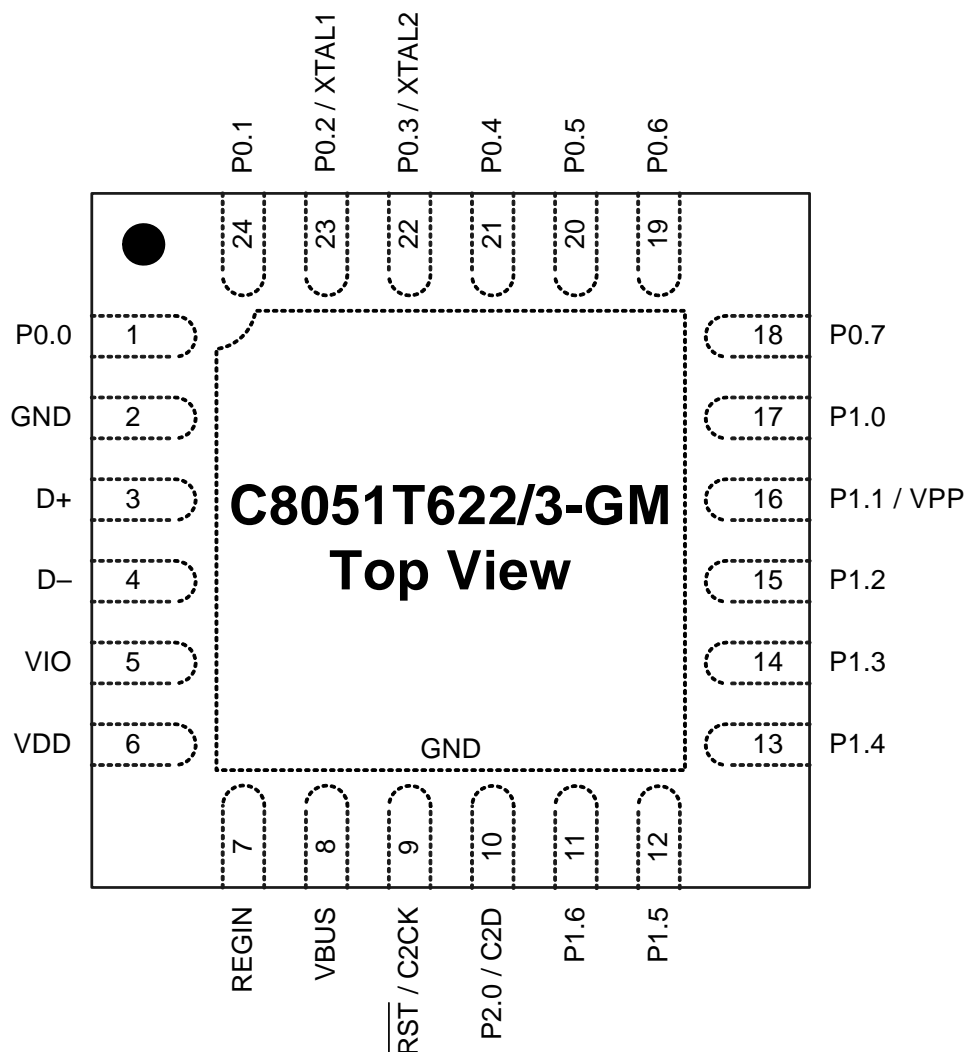 P0.1
P0.2 / XTAL1
P0.3 / XTAL2
P0.4
P0.5
P0.6
24
23
22
21
20
19
P0.0
1
18
P0.7
GND
2
17
P1.0
D+
3
16
P1.1 / VPP
C8051T622/3-GM
Top View
D–
4
15
P1.2
VIO
5
14
P1.3
VDD
6
13
P1.4
GND
7
8
9
10
11
12
REGIN
VBUS
RST / C2CK
P2.0 / C2D
P1.6
P1.5